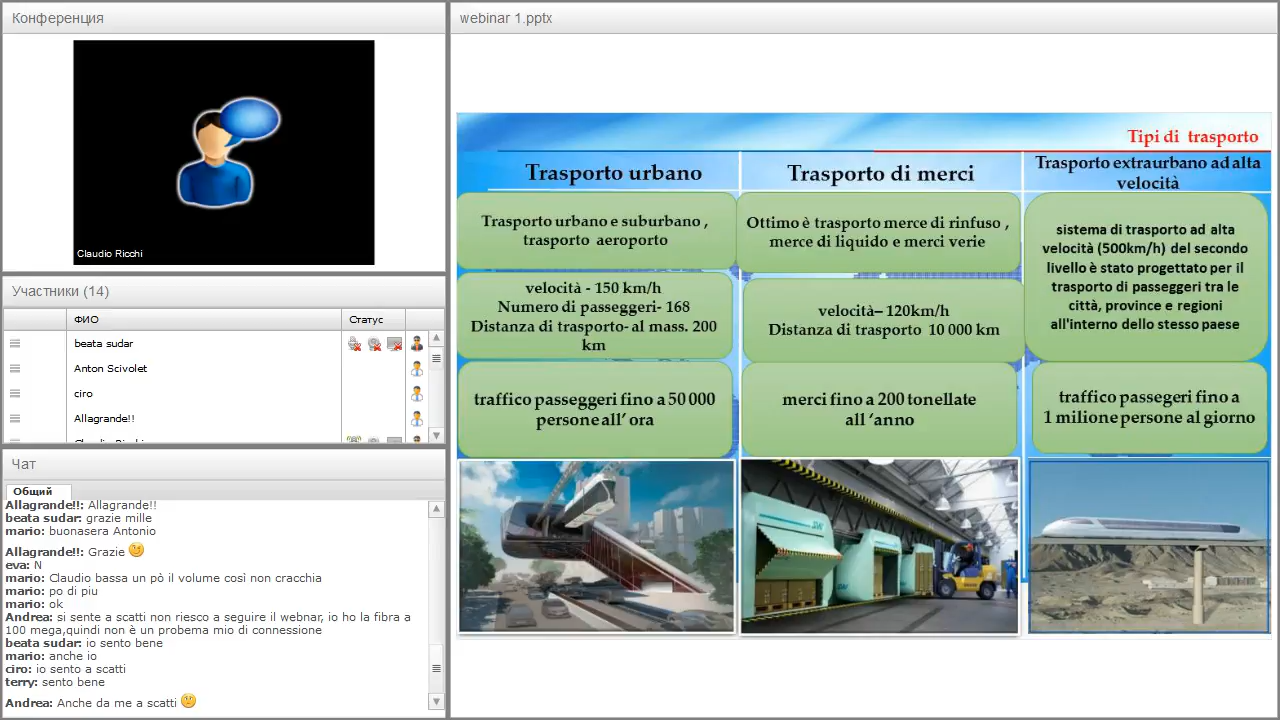 Конференция
Claudio Ricchi
Участники (14)
ФИО
Статус
beata sudar
Anton Scivolet
ciro
Allagrande!!
Чат
Общий
Allagrande!!: Allagrande!!
beata sudar: grazie mille
mario: buonasera Antonio
Allagrande!!: Grazie
eva: N
mario: Claudio bassa un pò il volume così non cracchia
mario: po di piu
mario: ok
Andrea: si sente a scatti non riesco a seguire il webnar, io ho la fibra a
100 mega,quindi non è un probema mio di connessione
beata sudar: io sento bene
mario: anche io
ciro: io sento a scatti
terry: sento bene
Andrea: Anche da me a scatti
webinar 1.pptx
Tipi di trasporto
Trasporto urbano
Trasporto urbano e suburbano ,
trasporto aeroporto
velocità - 150 km/h
Numero di passeggeri- 168
Distanza di trasporto- al mass. 200
km
traffico passeggeri fino a 50 000
persone all' ora
Trasporto di merci
Ottimo è trasporto merce di rinfuso ,
merce di liquido e merci verie
velocità– 120km/h
Distanza di trasporto 10 000 km
merci fino a 200 tonellate
all 'anno
Trasporto extraurbano ad alta
velocità
sistema di trasporto ad alta
velocità (500km/h) del secondo
livello è stato progettato per il
trasporto di passeggeri tra le
città, province e regioni
all'interno dello stesso paese
traffico passegeri fino a
1 milione persone al giorno